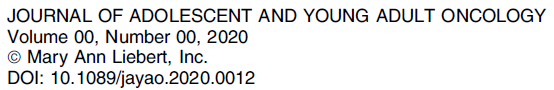 JOURNAL OF ADOLESCENT AND YOUNG ADULT ONCOLOGY
Volume 00, Number 00, 2020
© Mary Ann Liebert, Inc.
DOI: 10.1089/jayao.2020.0012